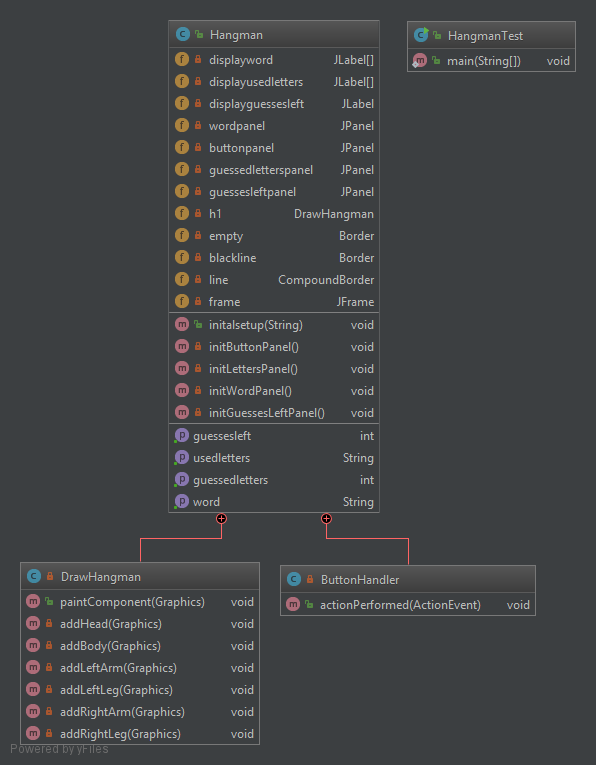 Hangman
displayword JLabel[]
displayusedletters JLabel[]
displayguessesleft JLabel
wordpanel JPanel
buttonpanel JPanel
guessedletterspanel JPanel
guessesleftpanel JPanel
h1 DrawHangman
empty Border
blackline Border
line CompoundBorder
frame JFrame
initalsetup(String) void
initButtonPanel() void
initLettersPanel() void
initWordPanel() void
initGuessesLeftPanel() void
guessesleft int
usedletters String
guessedletters int
word String
HangmanTest
main(String[]) void
DrawHangman
paintComponent(Graphics) void
addHead(Graphics) void
addBody(Graphics) void
addLeftArm(Graphics) void
addLeftLeg(Graphics) void
addRightArm(Graphics) void
addRightLeg(Graphics) void
ButtonHandler
actionPerformed(ActionEvent) void
Powered by yFiles